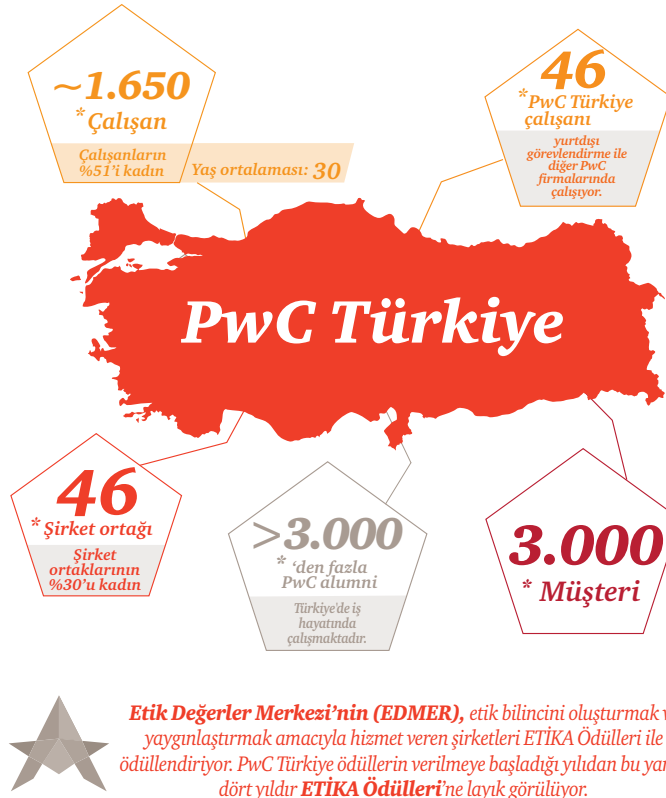 ~1.650
* Çalışan
Çalışanların
%51'i kadın
Yaş ortalaması: 30
46
*PwC Türkiye
çalışanı
yurtdışı
görevlendirme ile
diğer PwC
firmalarında
çalışıyor.
PwC Türkiye
46
* Şirket ortağı
Şirket
ortaklarının
%30'u kadın
>3.000
* ‘den fazla
PwC alumni
Türkiye'de iş
hayatında
çalışmaktadır.
3.000
* Müşteri
Etik Değerler Merkezi’nin (EDMER), etik bilincini oluşturmak
yaygınlaştırmak amacıyla hizmet veren şirketleri ETİKA Ödülleri ile
ödüllendiriyor. PwC Türkiye ödüllerin verilmeye başladığı yılıdan bu
dört yıldır ETİKA Ödülleri’ne layık görülüyor.